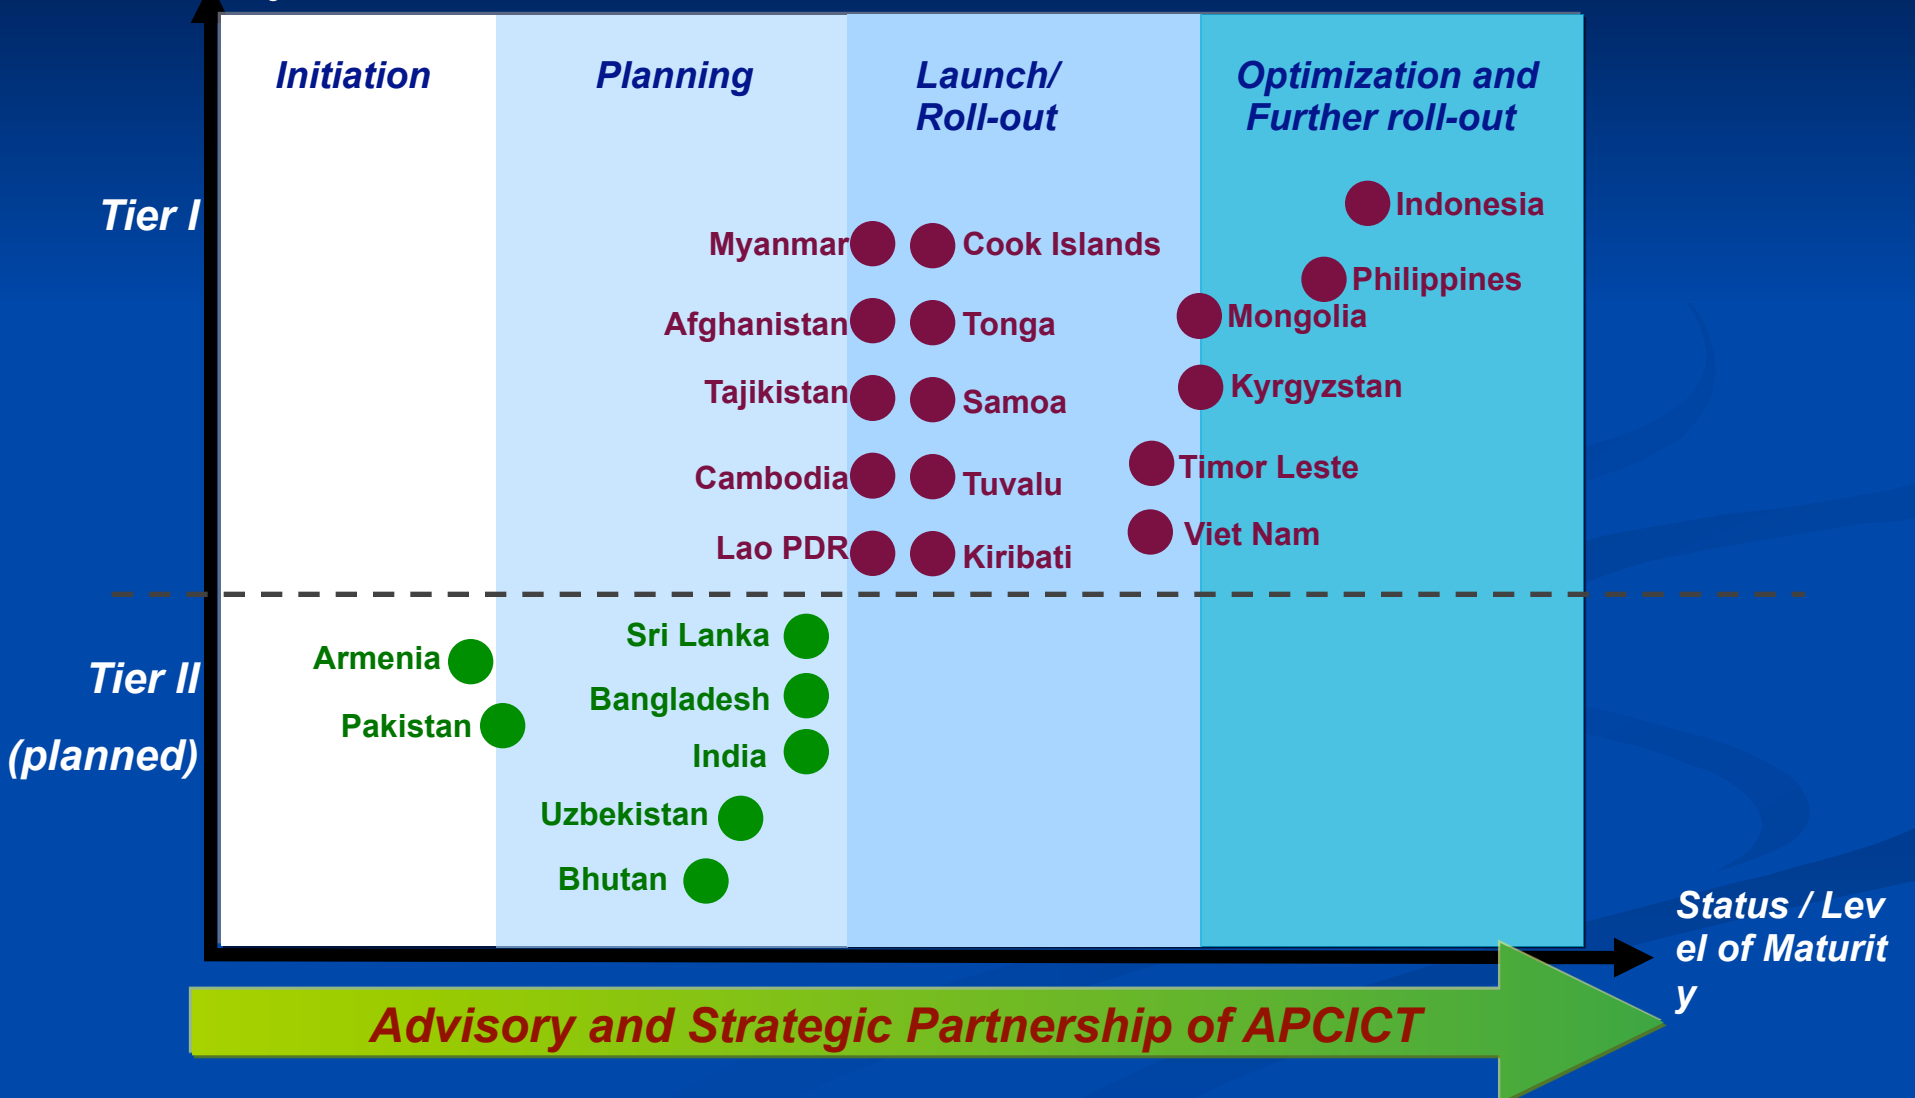 Initiation
Planning
Launch/
Roll-out
Optimization and
Further roll-out
Tier I
Indonesia
Myanmar
Cook Islands
Philippines
Afghanistan
Tonga
Mongolia
Tajikistan
Samoa
Kyrgyzstan
Cambodia
Tuvalu
Timor Leste
Lao PDR
Kiribati
Viet Nam
Tier II
(planned)
Sri Lanka
Armenia
Bangladesh
Pakistan
India
Uzbekistan
Bhutan
Status / Lev
el of Maturit
y
Advisory and Strategic Partnership of APCICT